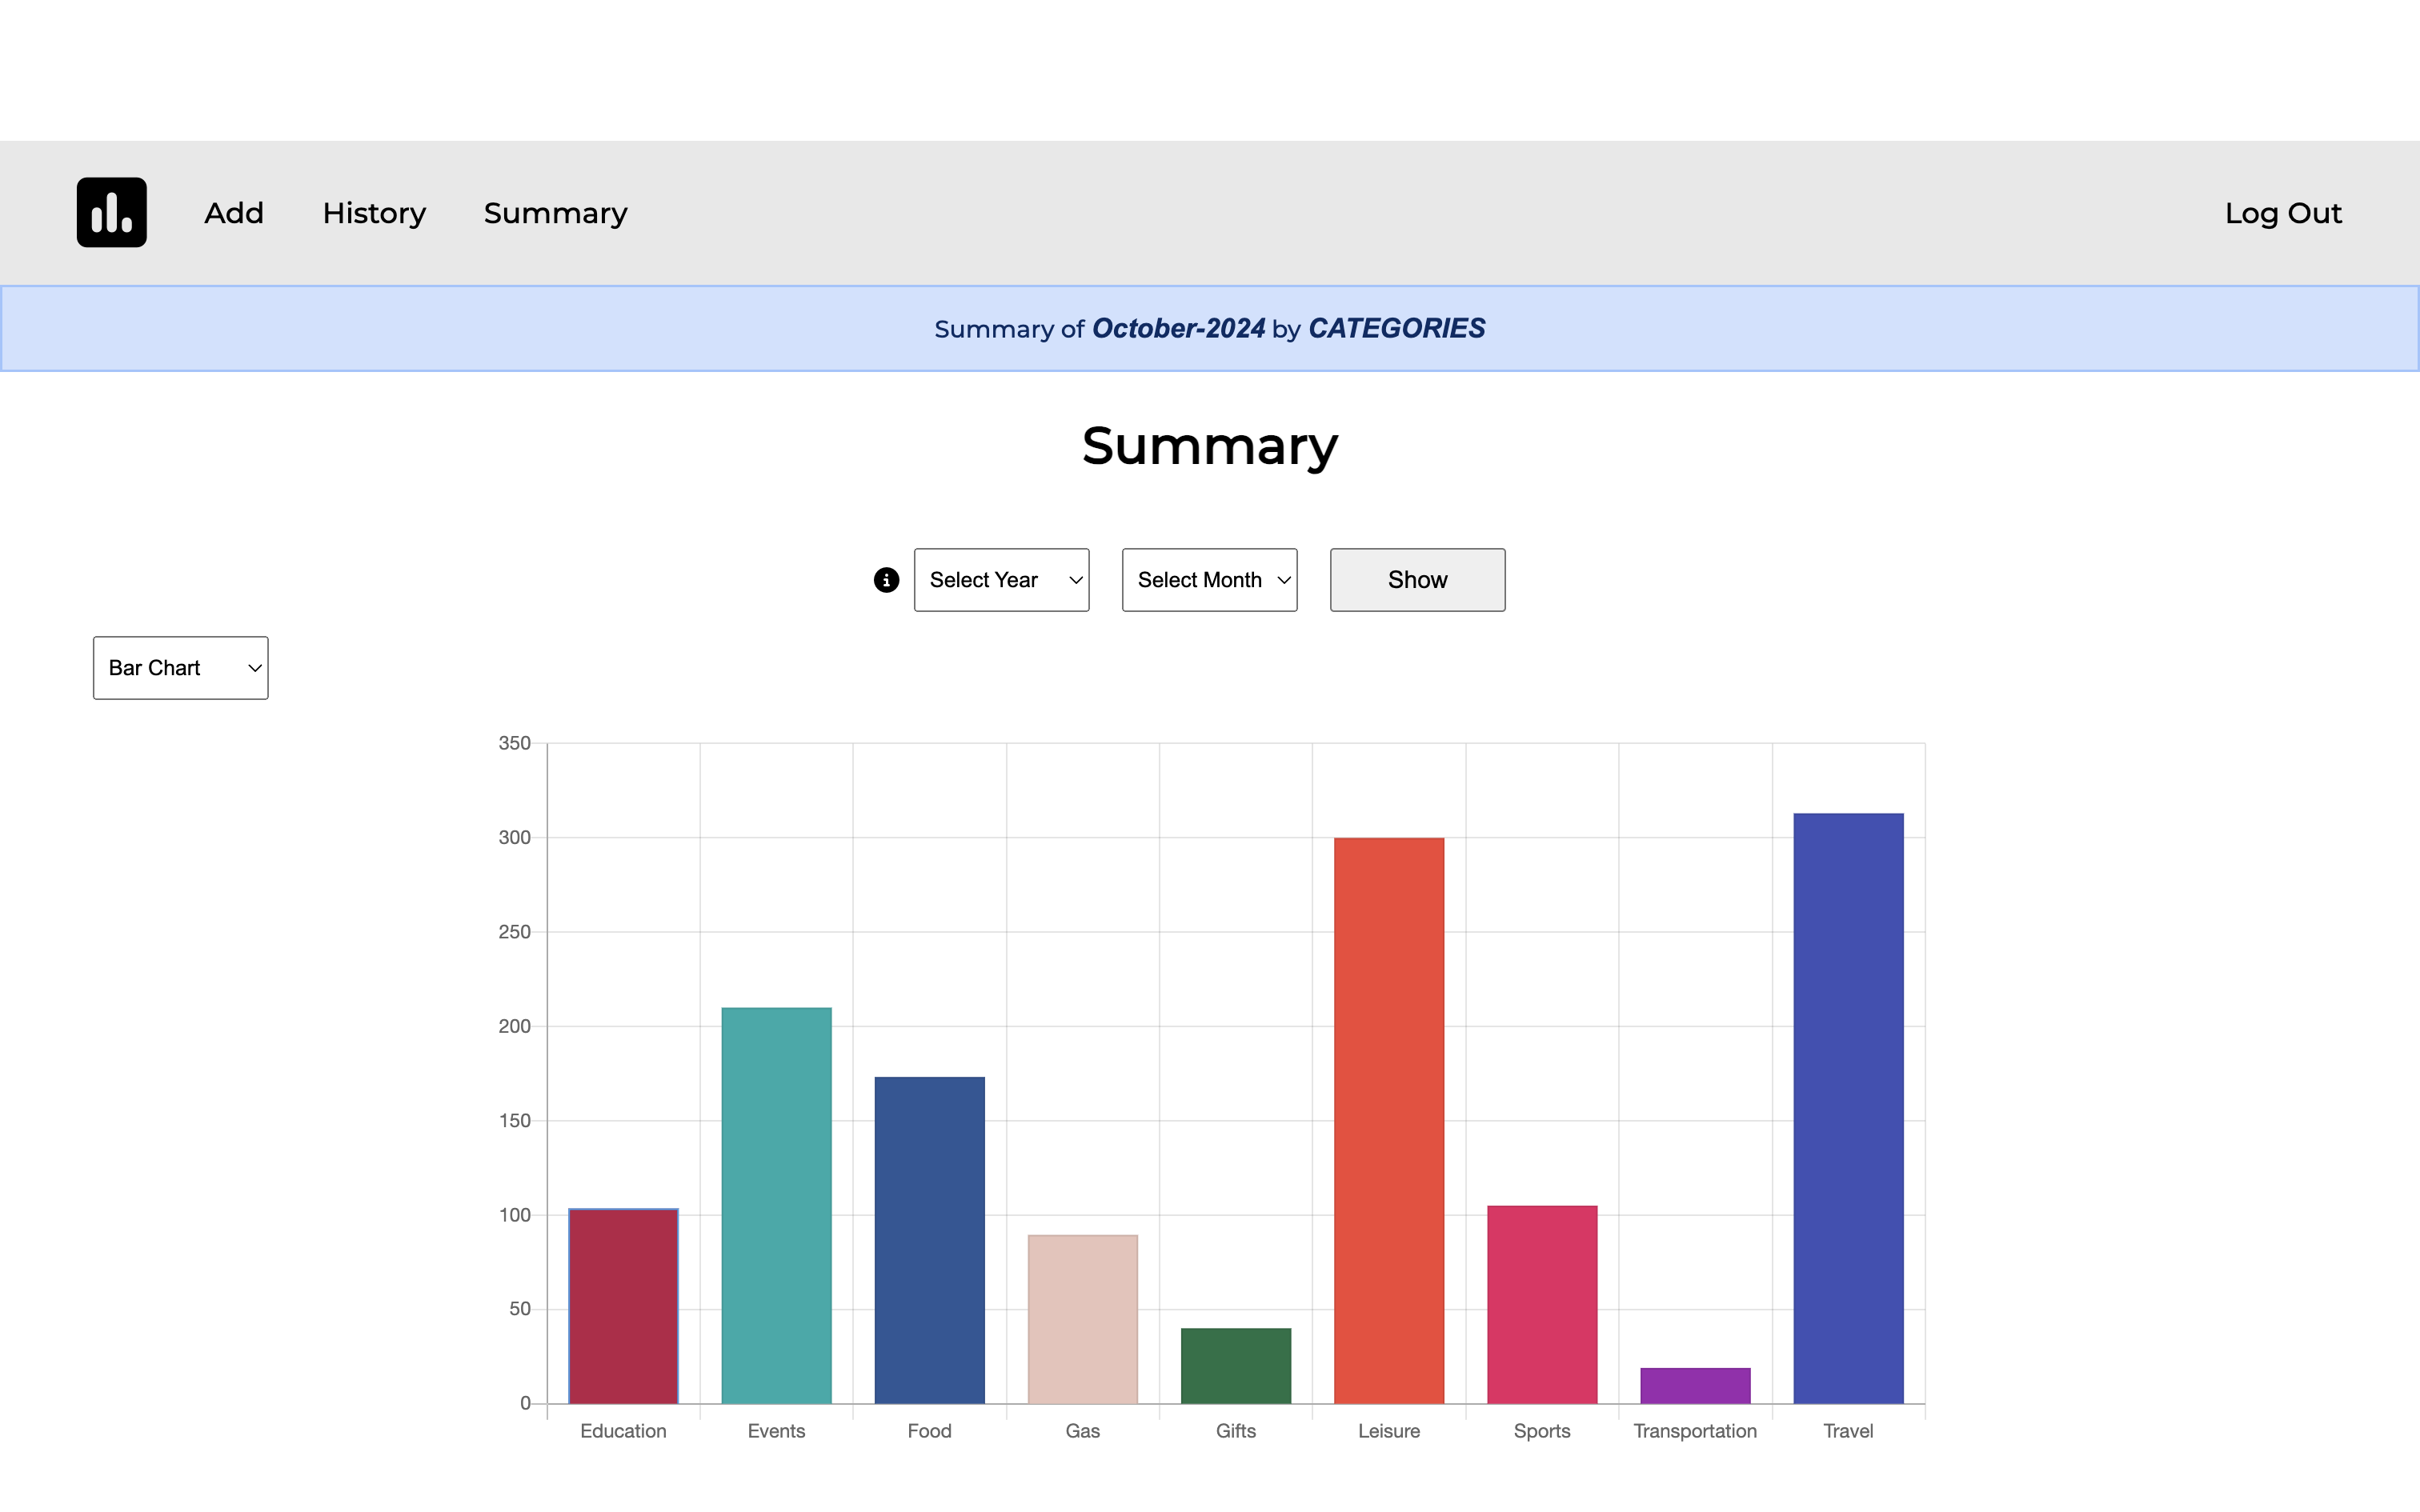 Add History Summary Log Out
Summary of October-2024 by CATEGORIES
Summary
Select Year Select Month Show
Bar Chart
350
300
250
200
150
100
50
0
Education Events Food Gas Gifts Leisure Sports Transportation Travel